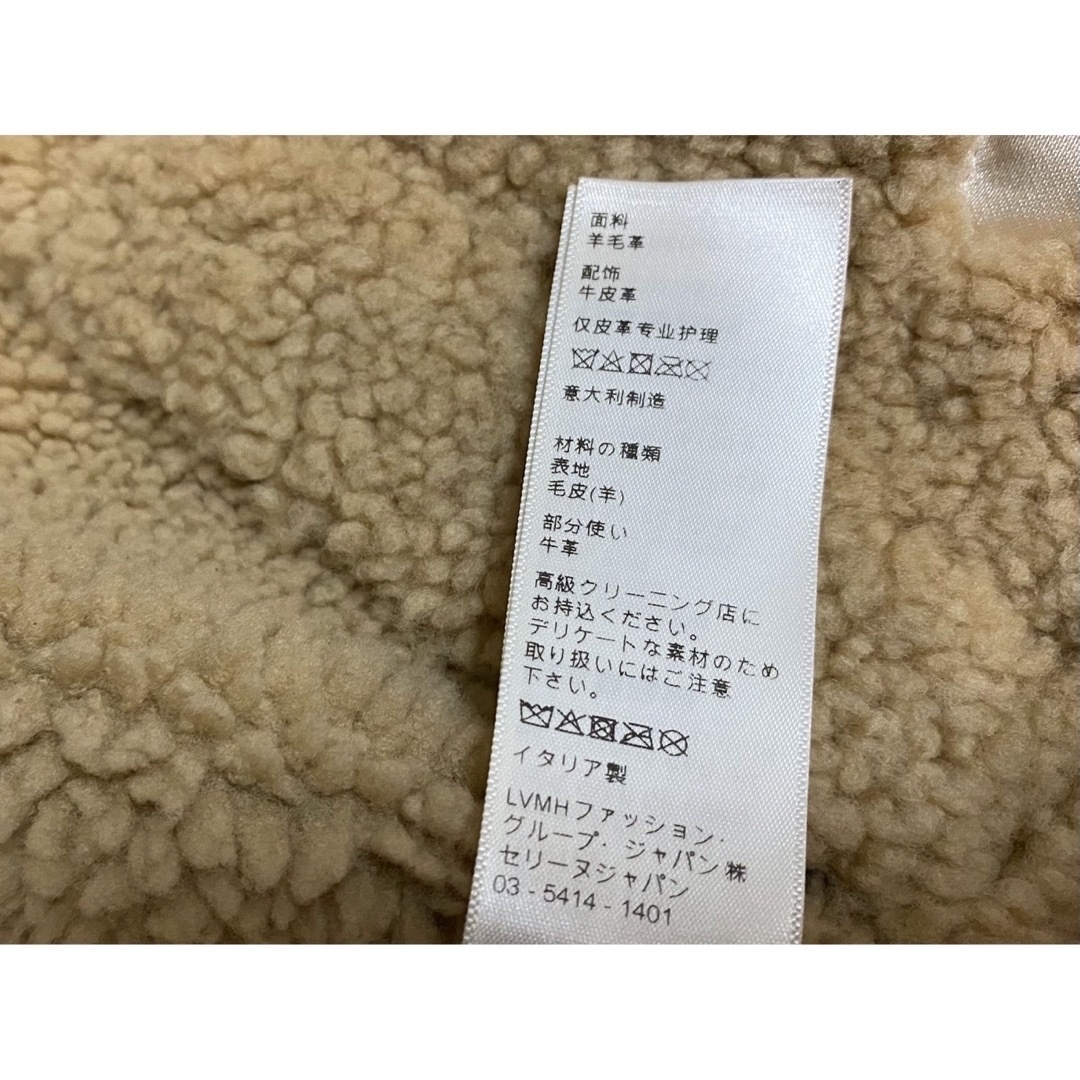 面料
羊毛革
配饰
牛皮革
仅皮革专业护理
意大利制造
材料の種類
表地
毛皮(羊)
部分使い
牛革
高級クリーニング店に
お持込ください。
デリケートな素材のため
取り扱いにはご注意
下さい。
イタリア製
LVMHファッション.
グループ.ジャパン㈱
セリーヌジャパン
03-5414-1401